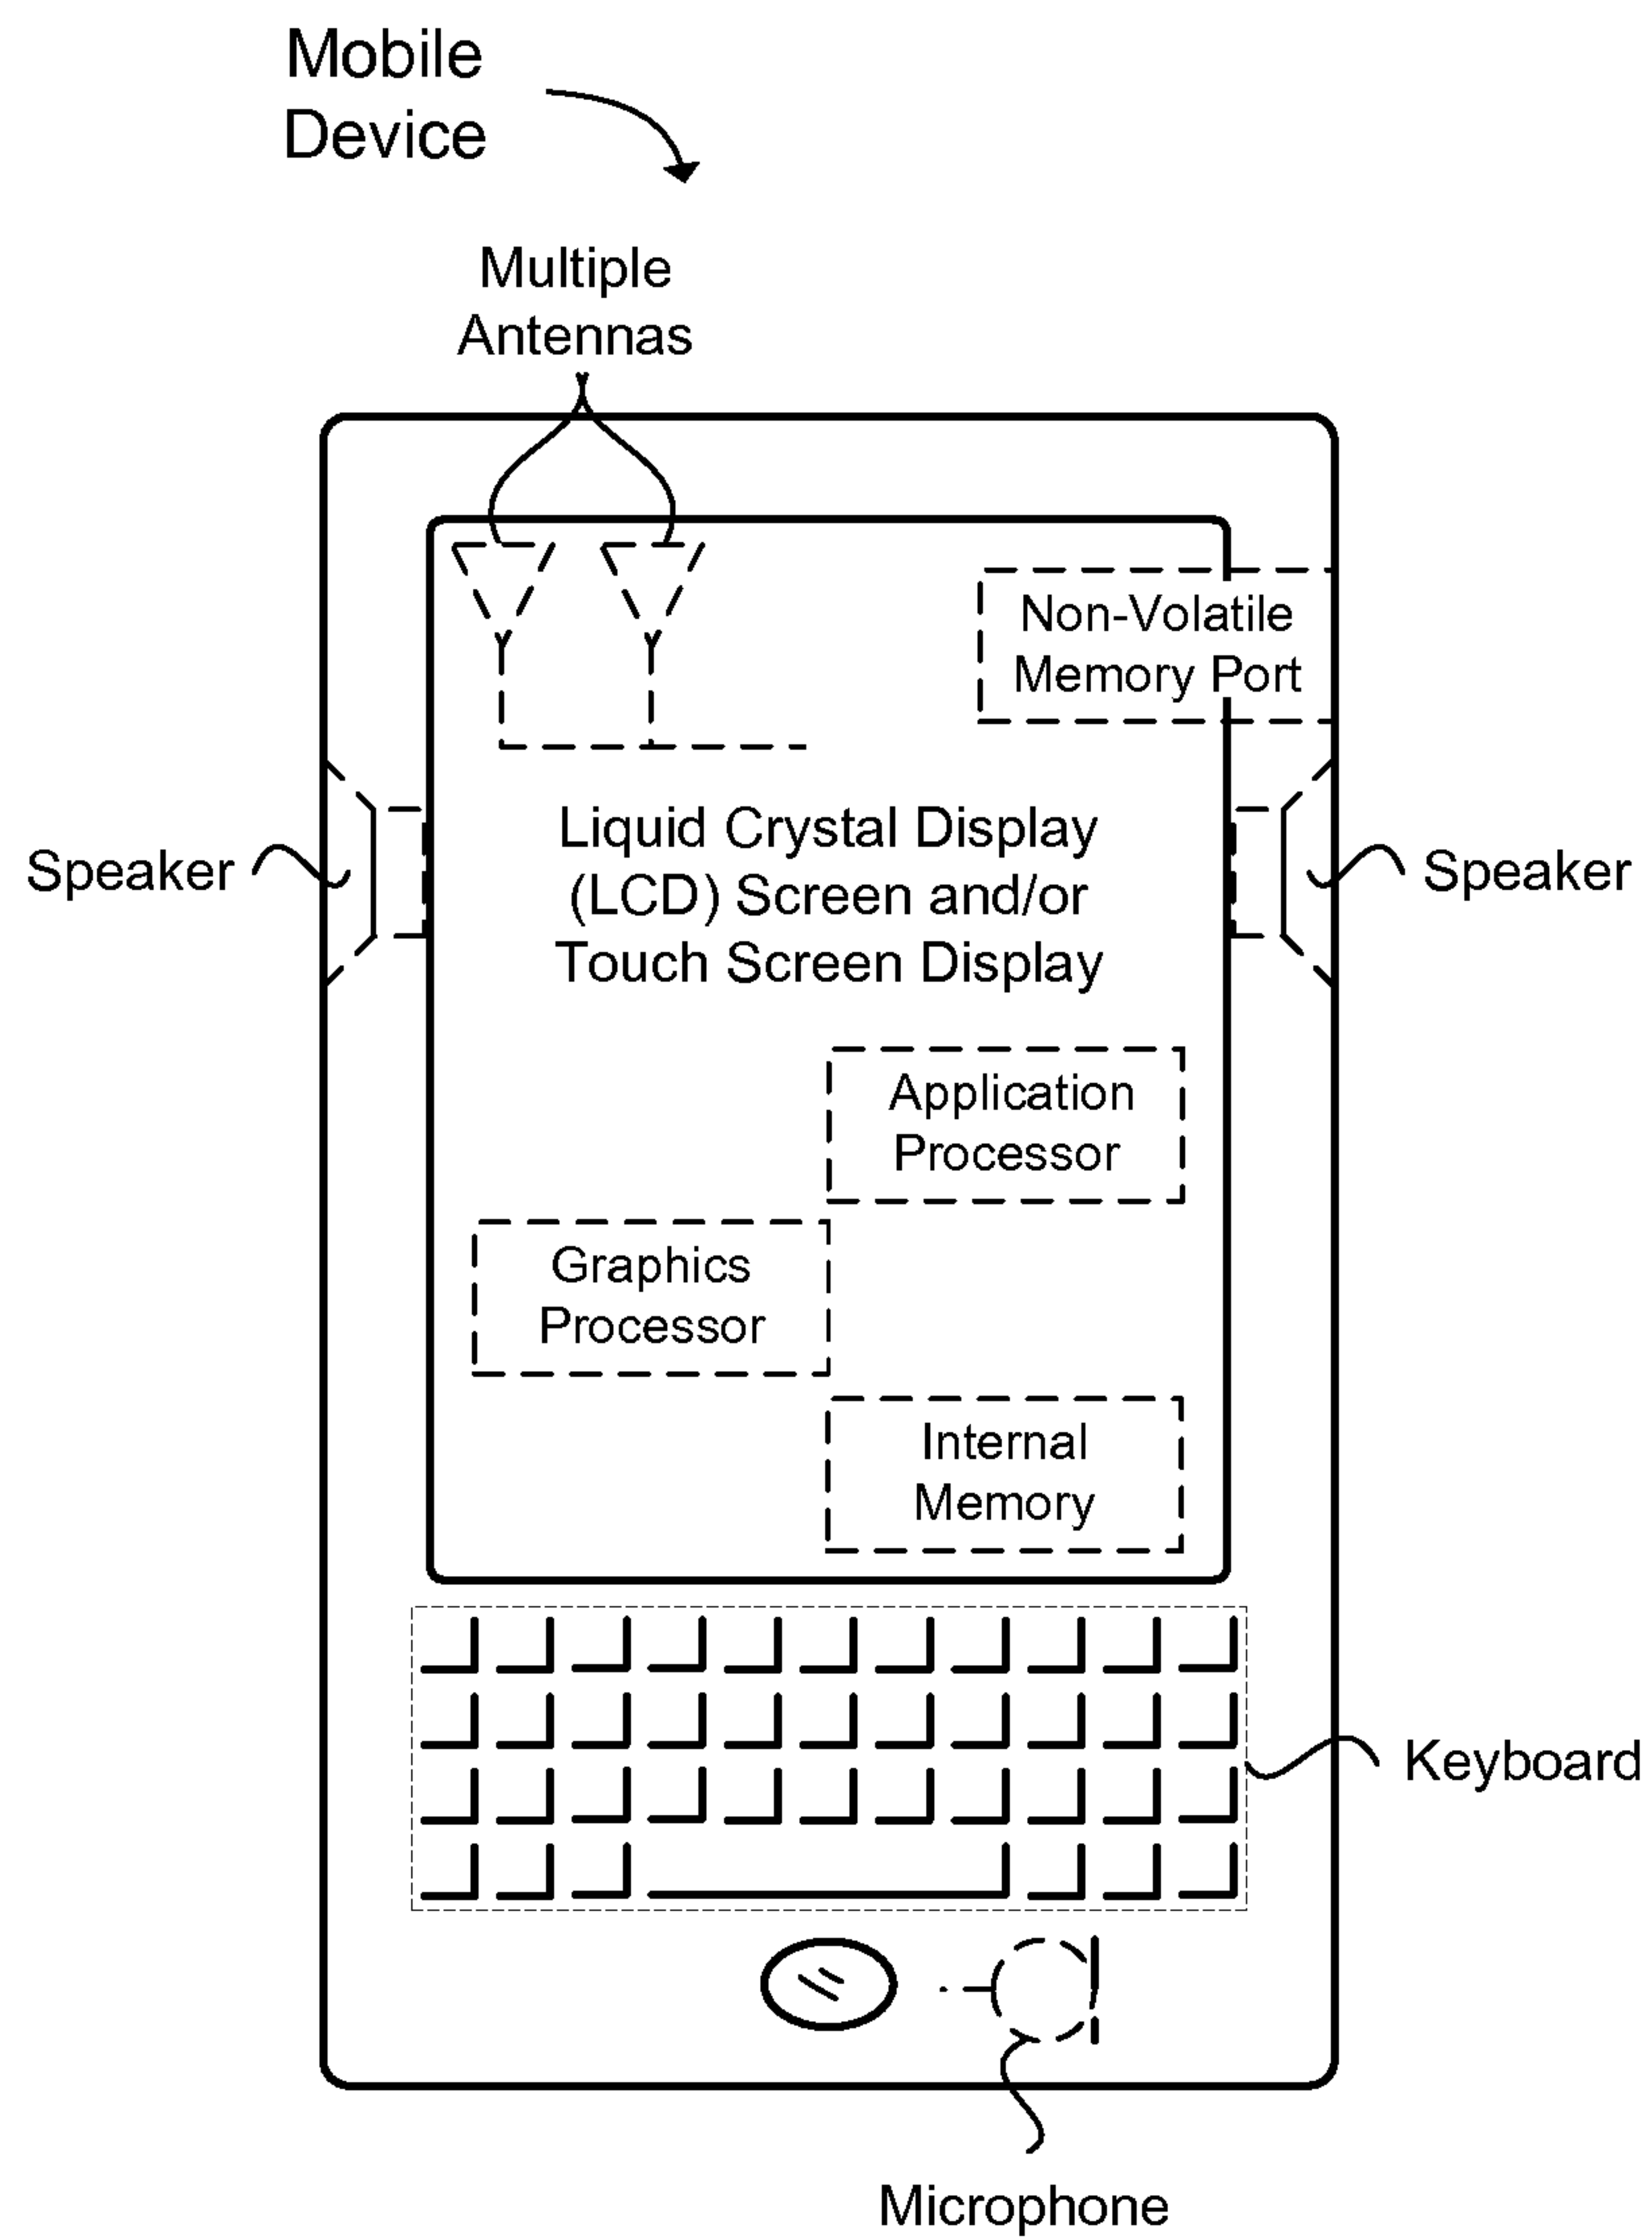 Mobile
Device
Multiple
Antennas
Non-Volatile
Memory Port
Speaker
Liquid Crystal Display
(LCD) Screen and/or
Touch Screen Display
Speaker
Application
Processor
Graphics
Processor
Internal
Memory
Keyboard
Microphone